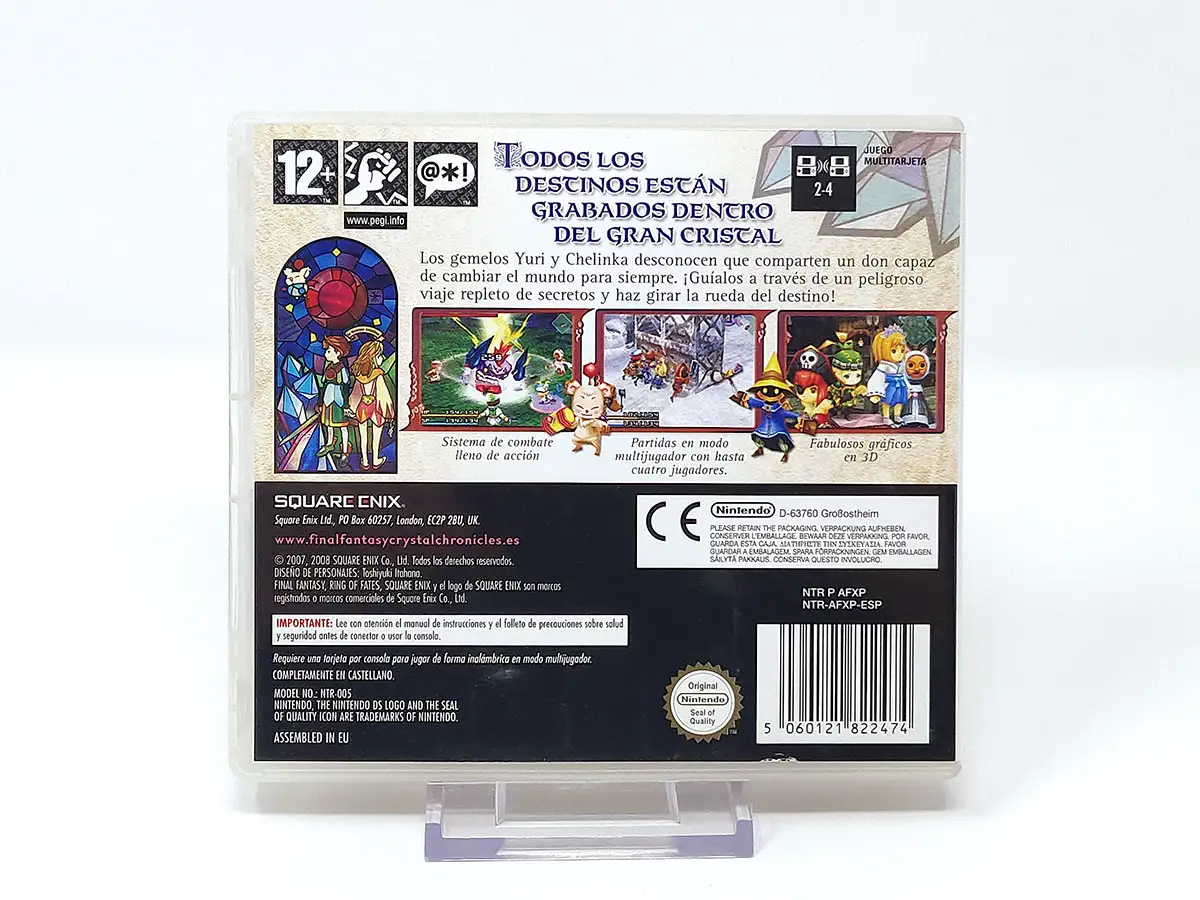 12+
www.pegi.info
@*!
TODOS LOS
DESTINOS ESTÁN
GRABADOS DENTRO
DEL GRAN CRISTAL
2-4
JUEGO
MULTITARJETA
Los gemelos Yuri y Chelinka desconocen que comparten un don capaz
de cambiar el mundo para siempre. ¡Guíalos a través de un peligroso
viaje repleto de secretos y haz girar la rueda del destino!
Sistema de combate
lleno de acción
Partidas en modo
multijugador con hasta
cuatro jugadores.
Fabulosos gráficos
en 3D
SQUARE ENIX.
Square Enix Ltd., PO Box 60257, London, EC2P 2BU, UK.
www.finalfantasycrystalchronicles.es
© 2007, 2008 SQUARE ENIX Co., Ltd. Todos los derechos reservados.
DISEÑO DE PERSONAJES: Toshiyuki Itahana.
FINAL FANTASY, RING OF FATES, SQUARE ENIX y el logo de SQUARE ENIX son marcas
registradas o marcas comerciales de Square Enix Co., Ltd.
IMPORTANTE: Lee con atención el manual de instrucciones y el folleto de precauciones sobre salud
y seguridad antes de conectar o usar la consola.
Requiere una tarjeta por consola para jugar de forma inalámbrica en modo multijugador.
COMPLETAMENTE EN CASTELLANO.
MODEL NO.: NTR-005
NINTENDO, THE NINTENDO DS LOGO AND THE SEAL
OF QUALITY ICON ARE TRADEMARKS OF NINTENDO.
ASSEMBLED IN EU
CE
Nintendo D-63760 Großostheim
PLEASE RETAIN THE PACKAGING. VERPACKUNG AUFHEBEN.
CONSERVER L'EMBALLAGE. BEWAAR DEZE VERPAKKING. POR FAVOR,
GUARDA ESTA CAJA. ΔΙΑΤΗΡΗΣΤΕ ΤΗΝ ΣΥΣΚΕΥΑΣΙΑ. FAVOR
GUARDAR A EMBALAGEM. SPARA FÖRPACKNINGEN. GEM EMBALLAGEN.
SÄILYTÄ PAKKAUS. CONSERVA QUESTO INVOLUCRO.
NTR P AFXP
NTR-AFXP-ESP
Original
Nintendo
Seal of
Quality
TM
5 060121 822474